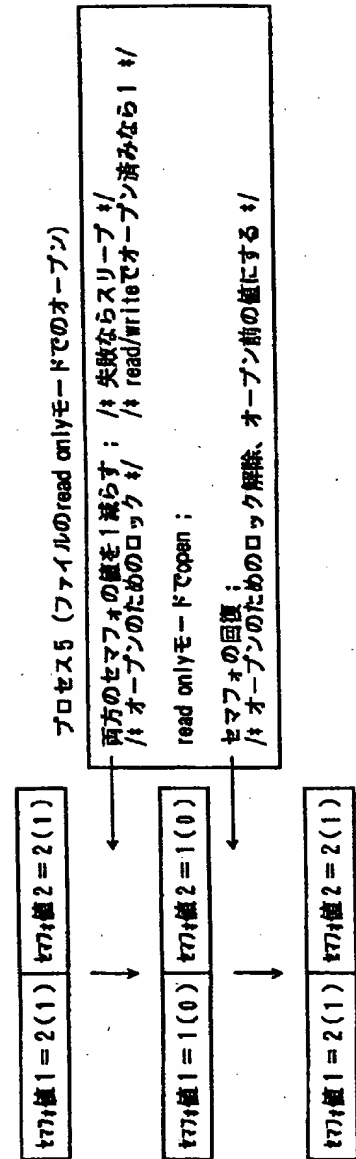 プロセス5 (ファイルのread onlyモードでのオープン)
両方のセマフォの値を1減らす ; /* 失敗ならスリープ */
/* オープンのためのロック */ /* read/writeでオープン済みなら1 */
read onlyモードでopen ;
セマフォの回復 ;
/* オープンのためのロック解除、オープン前の値にする */
セマフォ値1=2(1) セマフォ値2=2(1)
セマフォ値1=1(0) セマフォ値2=1(0)
セマフォ値1=2(1) セマフォ値2=2(1)